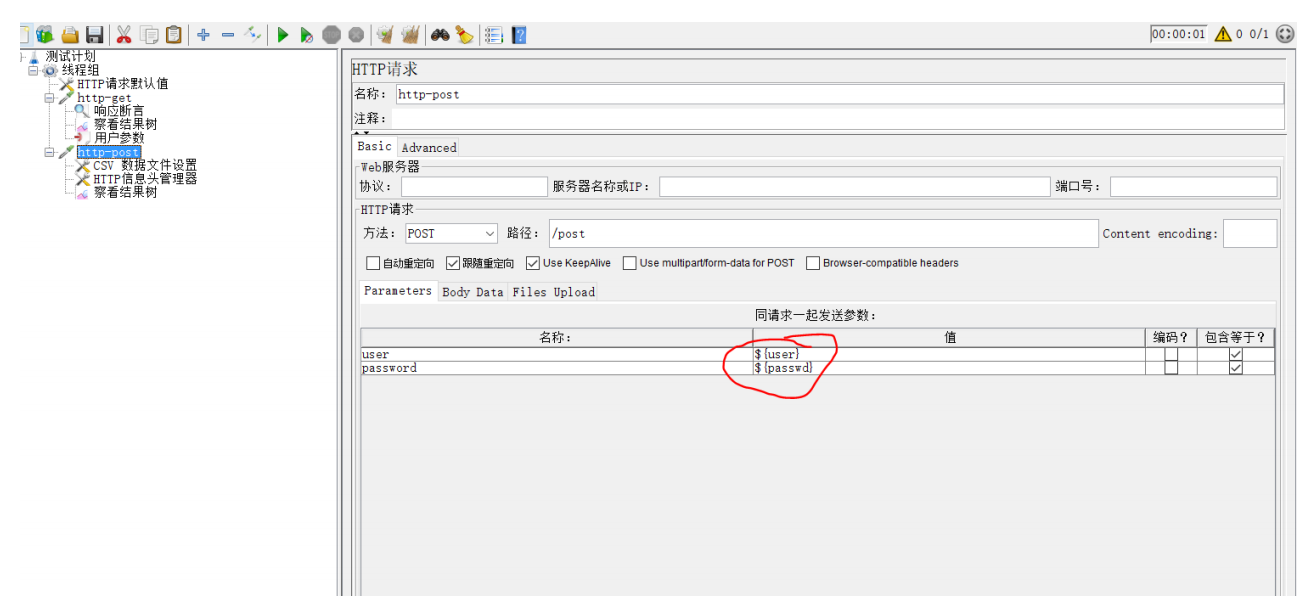 00:00:01 0 0/1
测试计划
线程组
HTTP请求默认值
http-get
响应断言
察看结果树
用户参数
http-post
CSV 数据文件设置
HTTP信息头管理器
察看结果树
HTTP请求
名称: http-post
注释:
Basic Advanced
Web服务器
协议: 服务器名称或IP: 端口号:
HTTP请求
方法: POST 路径: /post Content encoding:
自动重定向 跟随重定向 Use KeepAlive Use multipart/form-data for POST Browser-compatible headers
Parameters Body Data Files Upload
同请求一起发送参数:
名称: 值 编码? 包含等于?
user ${user}
password ${passwd}